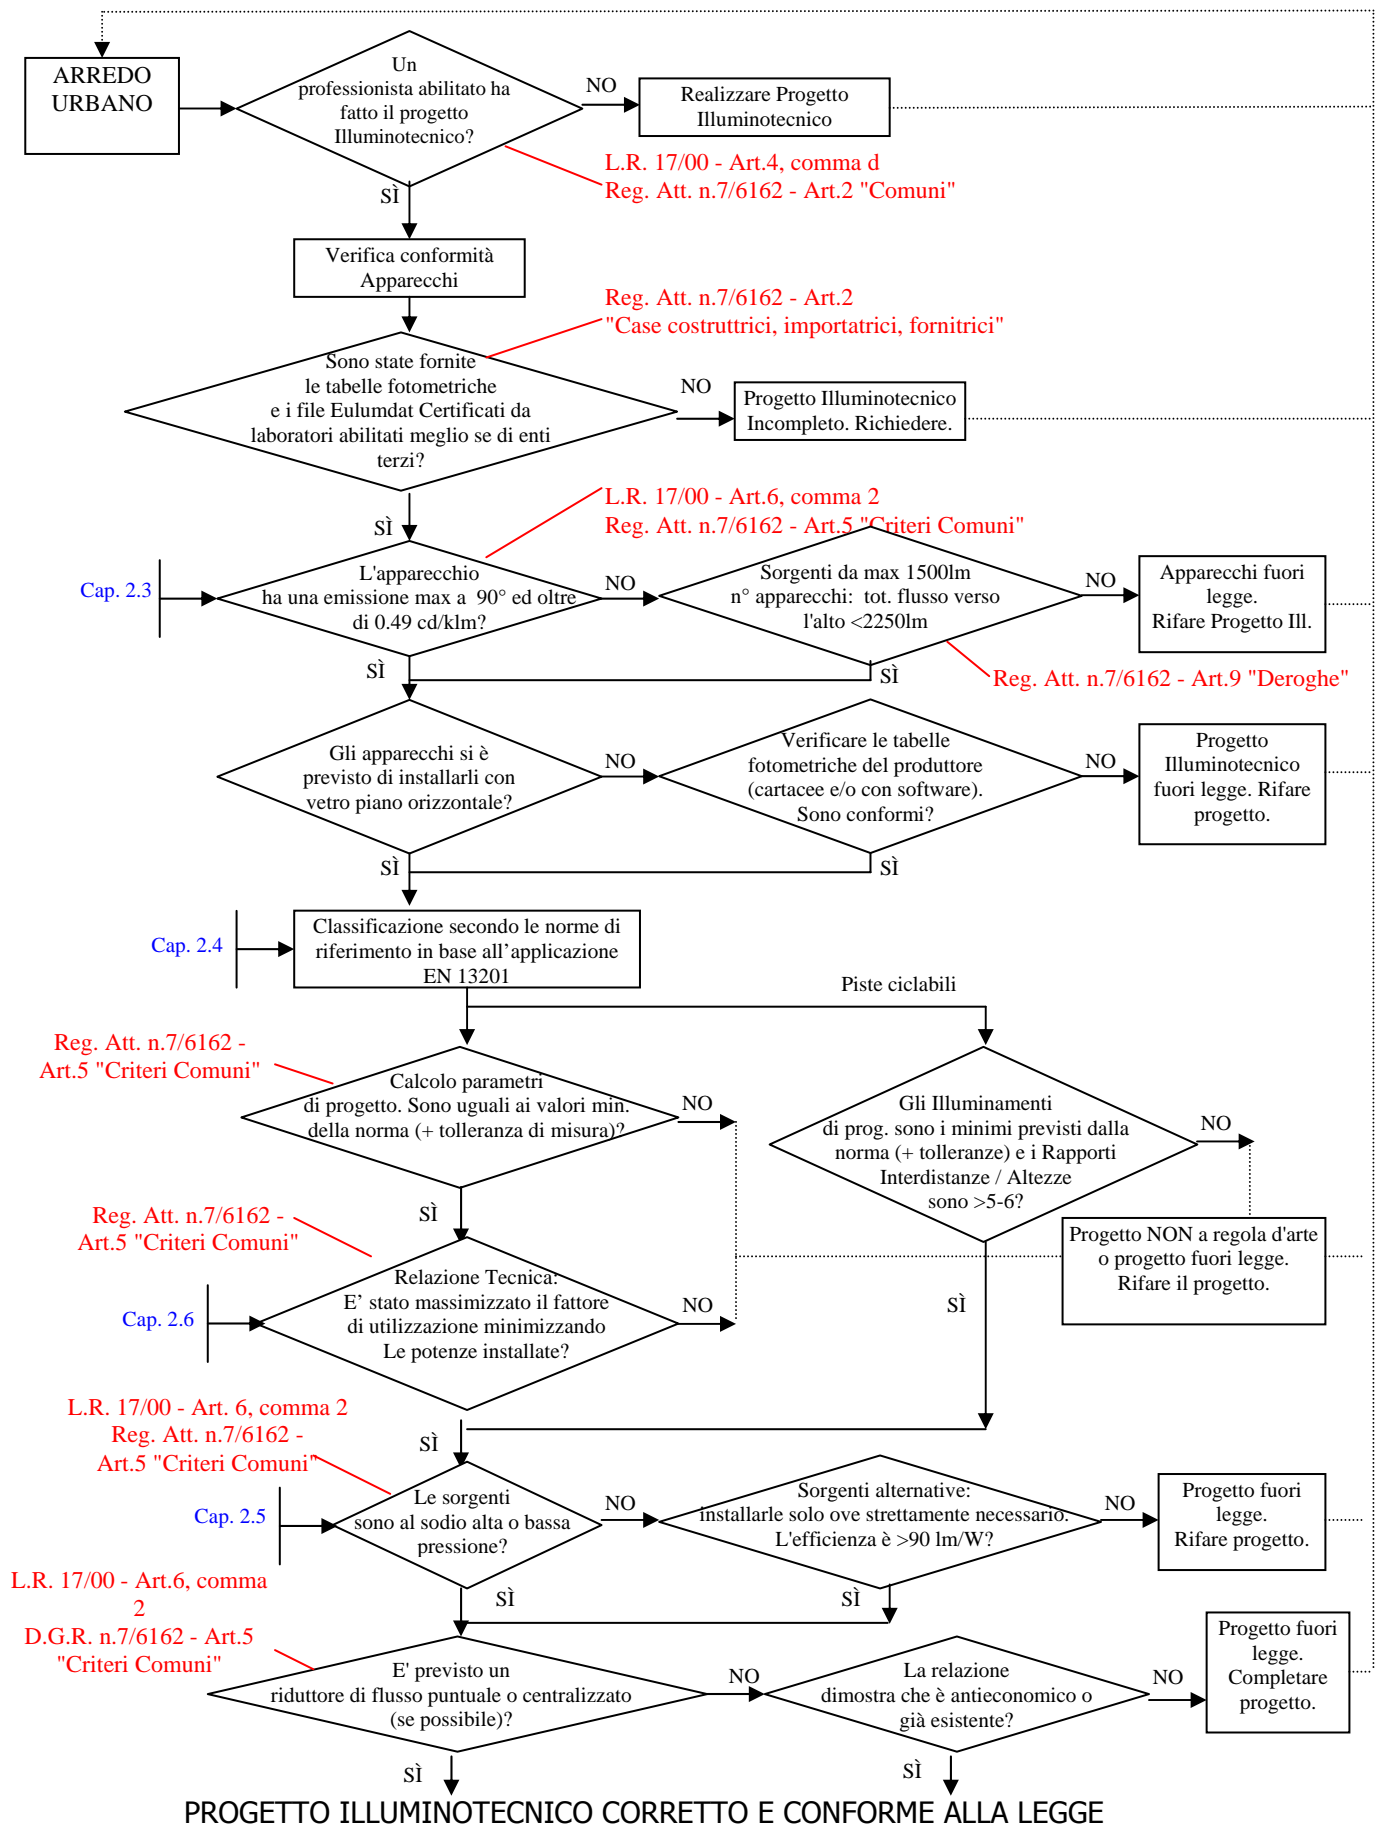 ARREDO
URBANO
Un
professionista abilitato ha
fatto il progetto
Illuminotecnico?
NO
Realizzare Progetto
Illuminotecnico
L.R. 17/00 - Art.4, comma d
Reg. Att. n.7/6162 - Art.2 "Comuni"
SÌ
Verifica conformità
Apparecchi
Reg. Att. n.7/6162 - Art.2
"Case costruttrici, importatrici, fornitrici"
Sono state fornite
le tabelle fotometriche
e i file Eulumdat Certificati da
laboratori abilitati meglio se di enti
terzi?
NO
Progetto Illuminotecnico
Incompleto. Richiedere.
SÌ
L.R. 17/00 - Art.6, comma 2
Reg. Att. n.7/6162 - Art.5 "Criteri Comuni"
Cap. 2.3
L'apparecchio
ha una emissione max a 90° ed oltre
di 0.49 cd/klm?
NO
Sorgenti da max 1500lm
n° apparecchi: tot. flusso verso
l'alto <2250lm
NO
Apparecchi fuori
legge.
Rifare Progetto Ill.
SÌ
SÌ
Reg. Att. n.7/6162 - Art.9 "Deroghe"
Gli apparecchi si è
previsto di installarli con
vetro piano orizzontale?
NO
Verificare le tabelle
fotometriche del produttore
(cartacee e/o con software).
Sono conformi?
NO
Progetto
Illuminotecnico
fuori legge. Rifare
progetto.
SÌ
SÌ
Cap. 2.4
Classificazione secondo le norme di
riferimento in base all’applicazione
EN 13201
Piste ciclabili
Reg. Att. n.7/6162 -
Art.5 "Criteri Comuni"
Calcolo parametri
di progetto. Sono uguali ai valori min.
della norma (+ tolleranza di misura)?
NO
Gli Illuminamenti
di prog. sono i minimi previsti dalla
norma (+ tolleranze) e i Rapporti
Interdistanze / Altezze
sono >5-6?
NO
SÌ
Reg. Att. n.7/6162 -
Art.5 "Criteri Comuni"
Progetto NON a regola d'arte
o progetto fuori legge.
Rifare il progetto.
Cap. 2.6
Relazione Tecnica:
E’ stato massimizzato il fattore
di utilizzazione minimizzando
Le potenze installate?
NO
SÌ
L.R. 17/00 - Art. 6, comma 2
Reg. Att. n.7/6162 -
Art.5 "Criteri Comuni"
SÌ
Cap. 2.5
Le sorgenti
sono al sodio alta o bassa
pressione?
NO
Sorgenti alternative:
installarle solo ove strettamente necessario.
L'efficienza è >90 lm/W?
NO
Progetto fuori
legge.
Rifare progetto.
SÌ
SÌ
L.R. 17/00 - Art.6, comma
2
D.G.R. n.7/6162 - Art.5
"Criteri Comuni"
E' previsto un
riduttore di flusso puntuale o centralizzato
(se possibile)?
NO
La relazione
dimostra che è antieconomico o
già esistente?
NO
Progetto fuori
legge.
Completare
progetto.
SÌ
SÌ
PROGETTO ILLUMINOTECNICO CORRETTO E CONFORME ALLA LEGGE